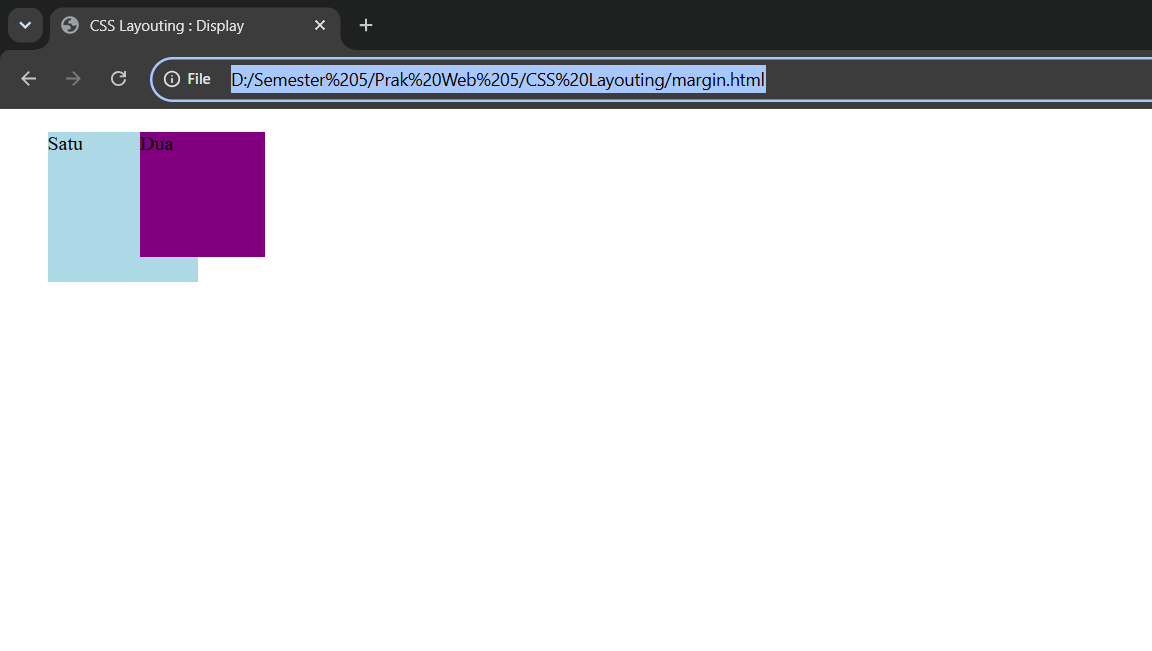 CSS Layouting : Display
File
D:/Semester%205/Prak%20Web%205/CSS%20Layouting/margin.html
Satu
Dua